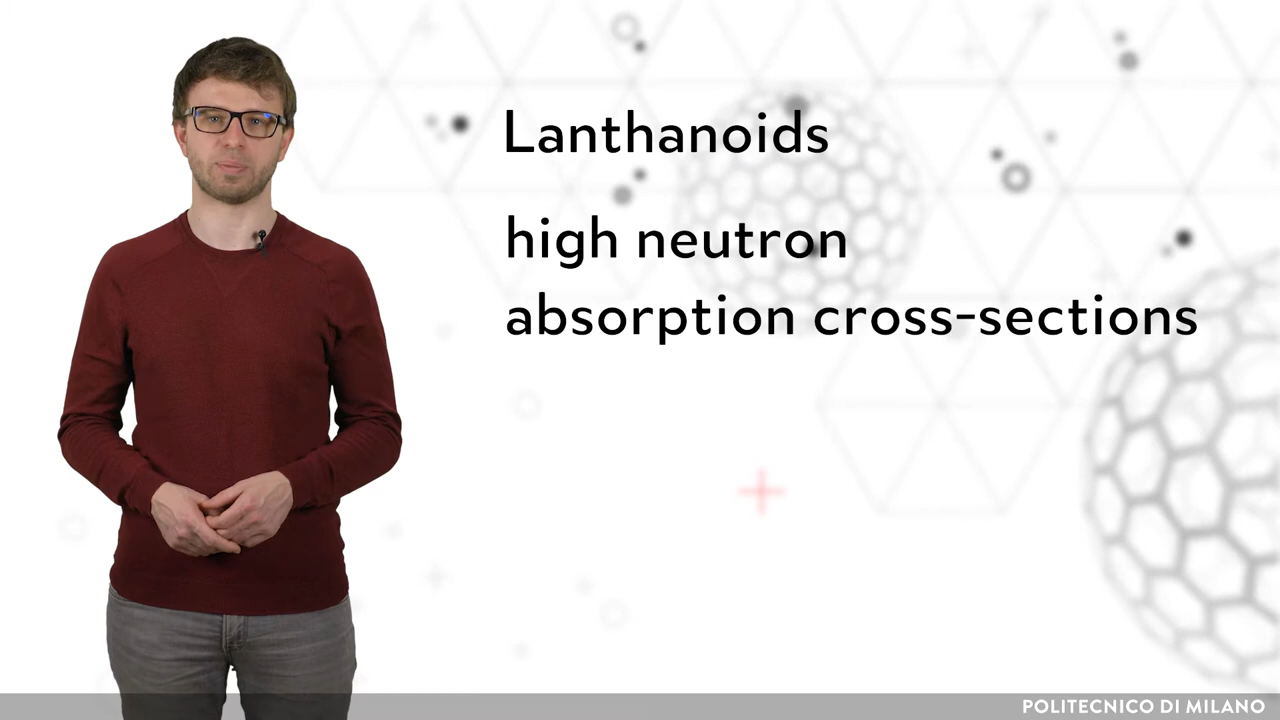 Lanthanoids
high neutron
absorption cross-sections
POLITECNICO DI MILANO